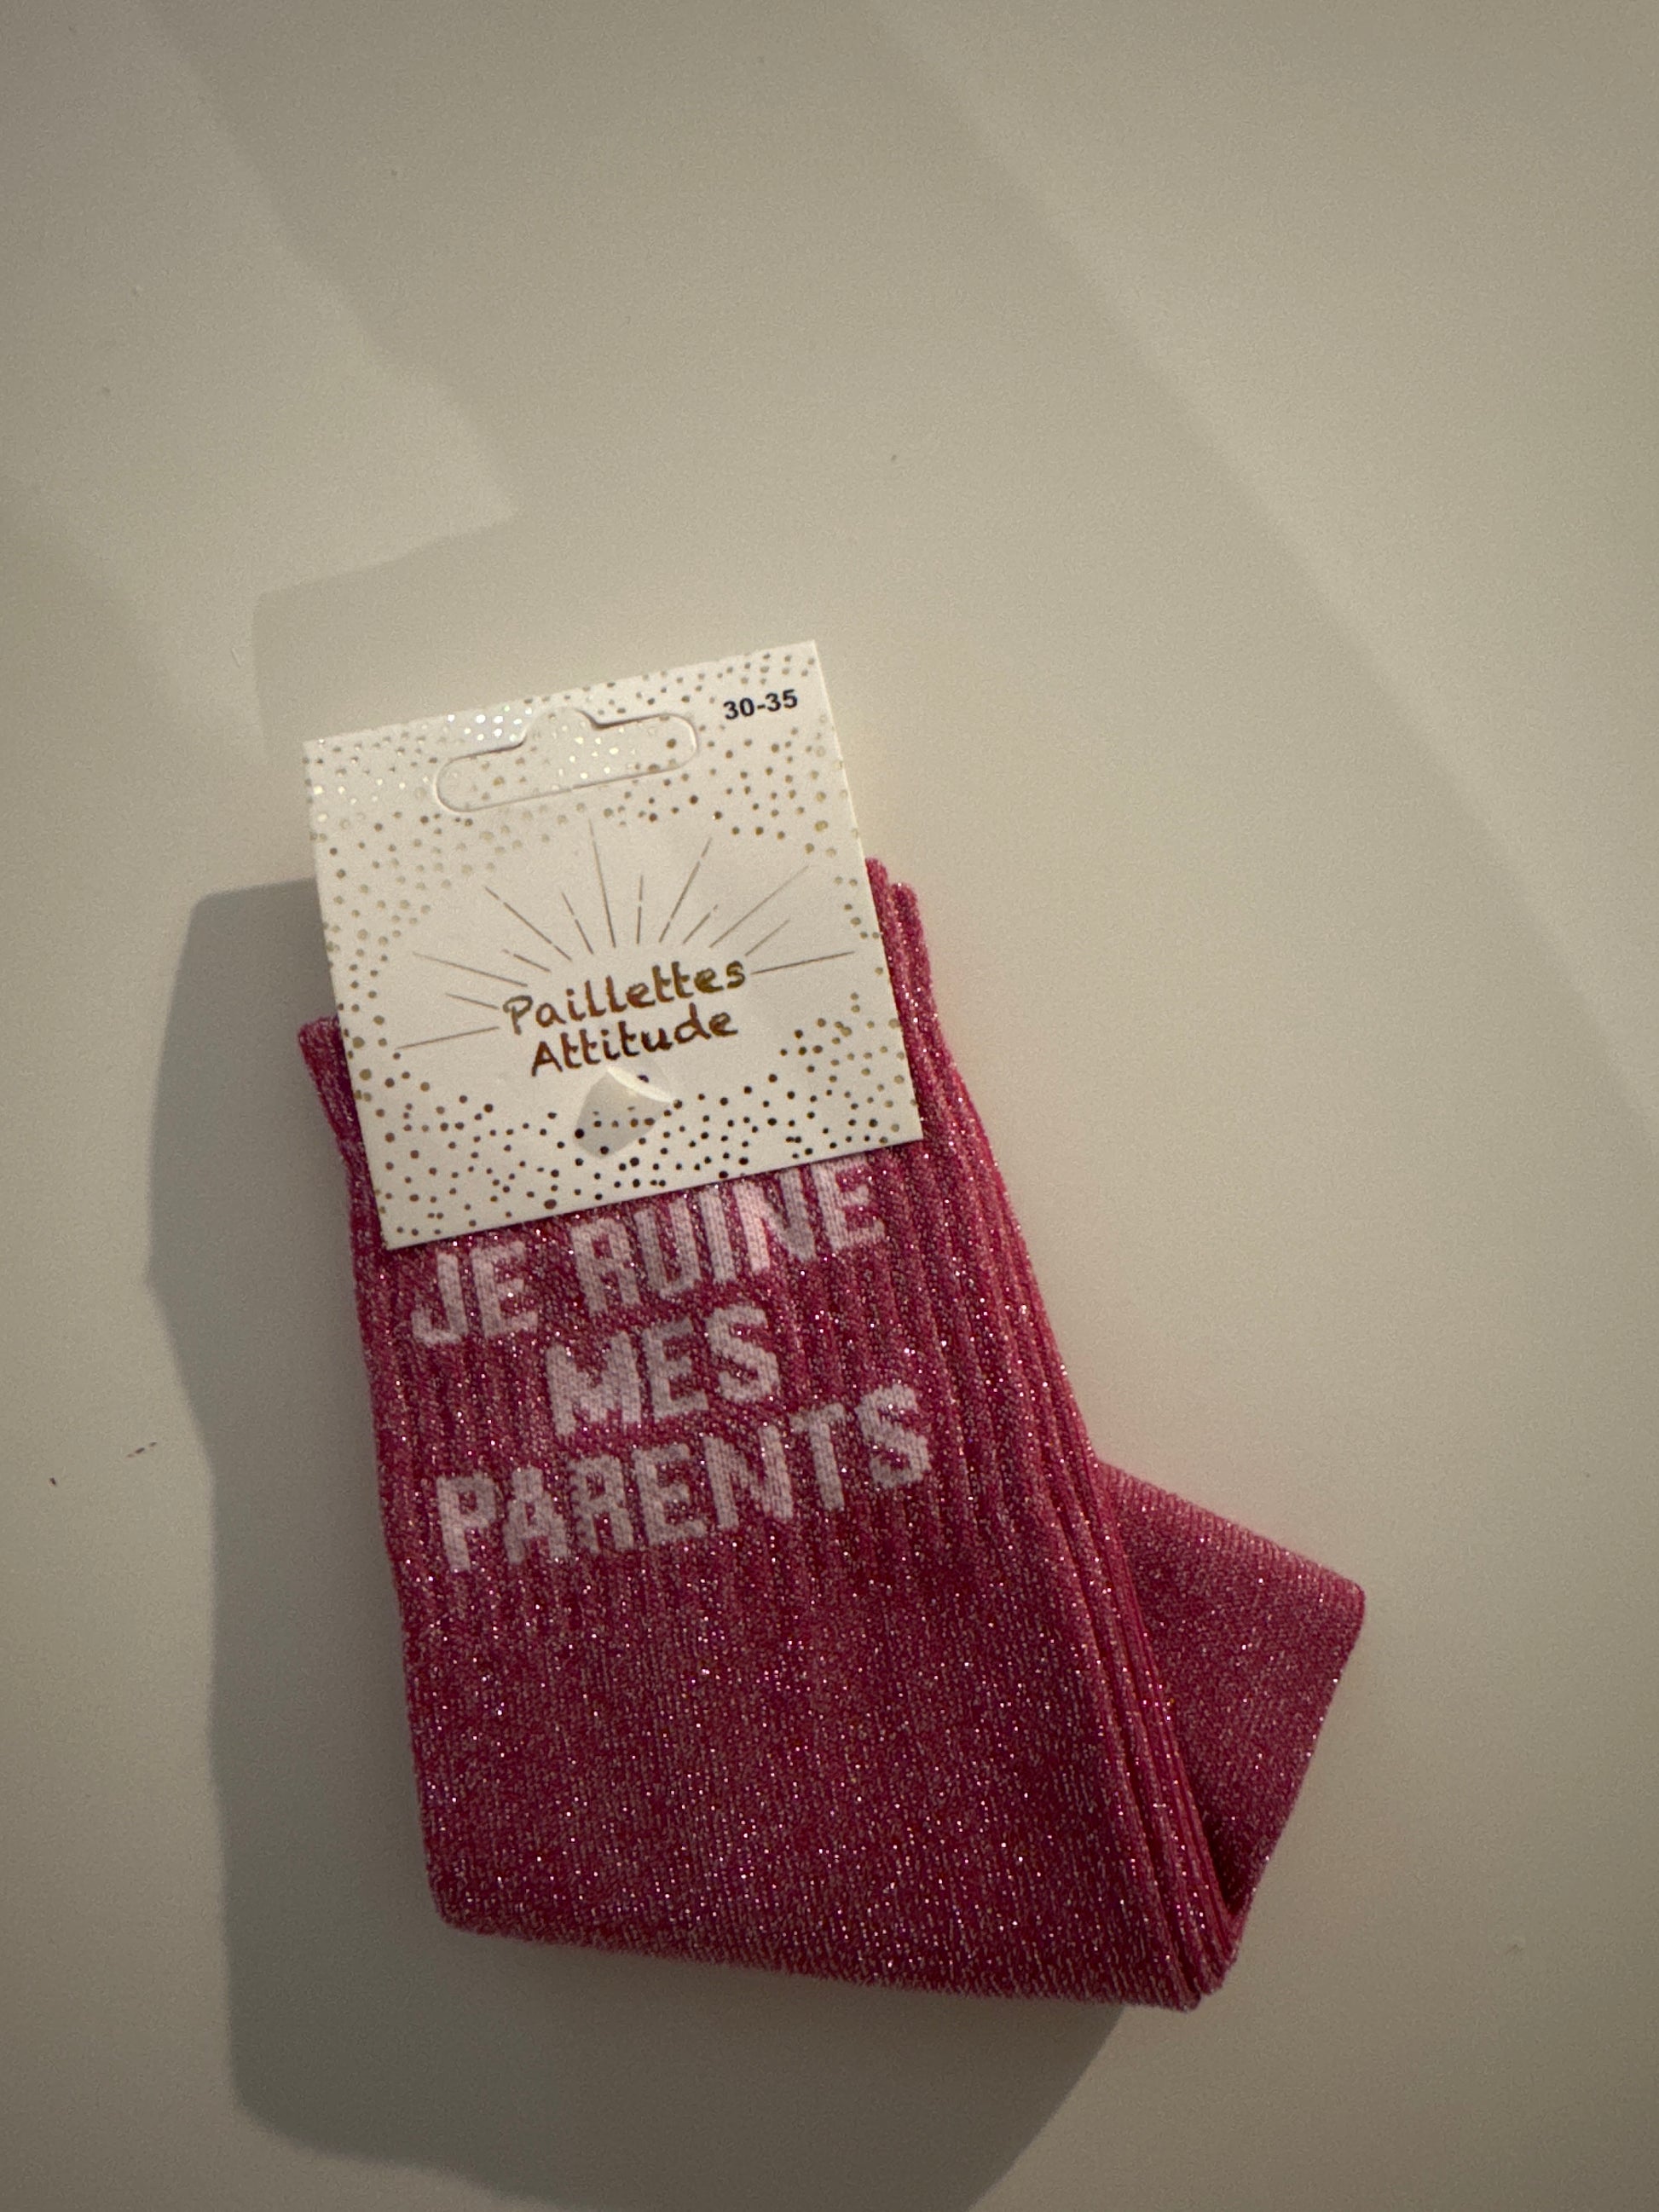 30-35
Paillettes
Attitude
JE RUINE
MES
PARENTS